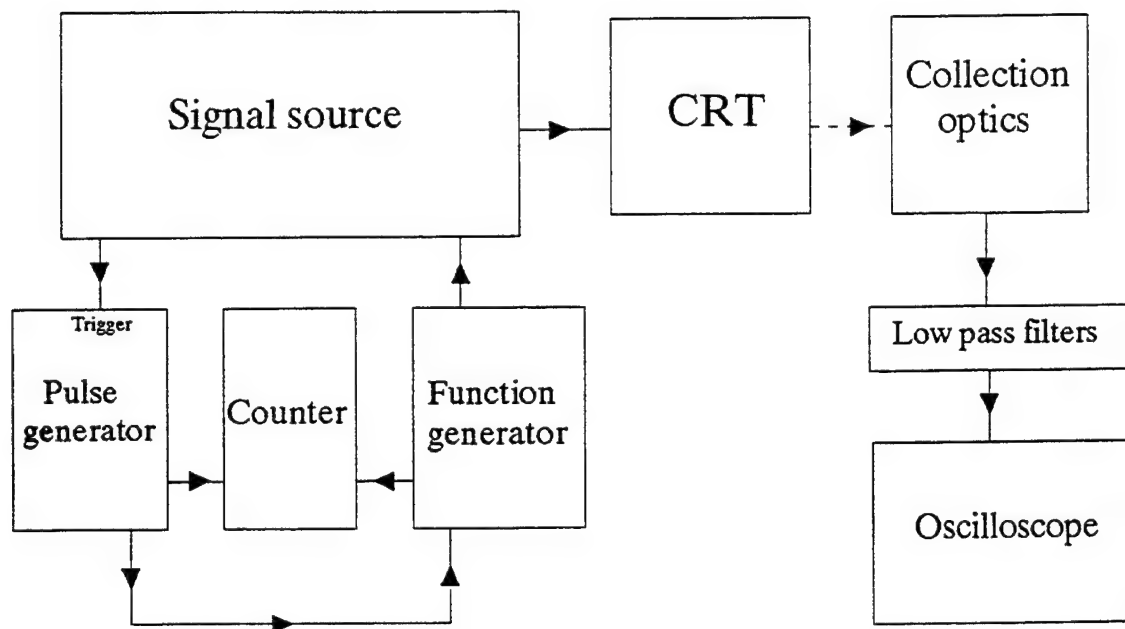 Signal source
CRT
Collection
optics
Trigger
Pulse
generator
Counter
Function
generator
Low pass filters
Oscilloscope